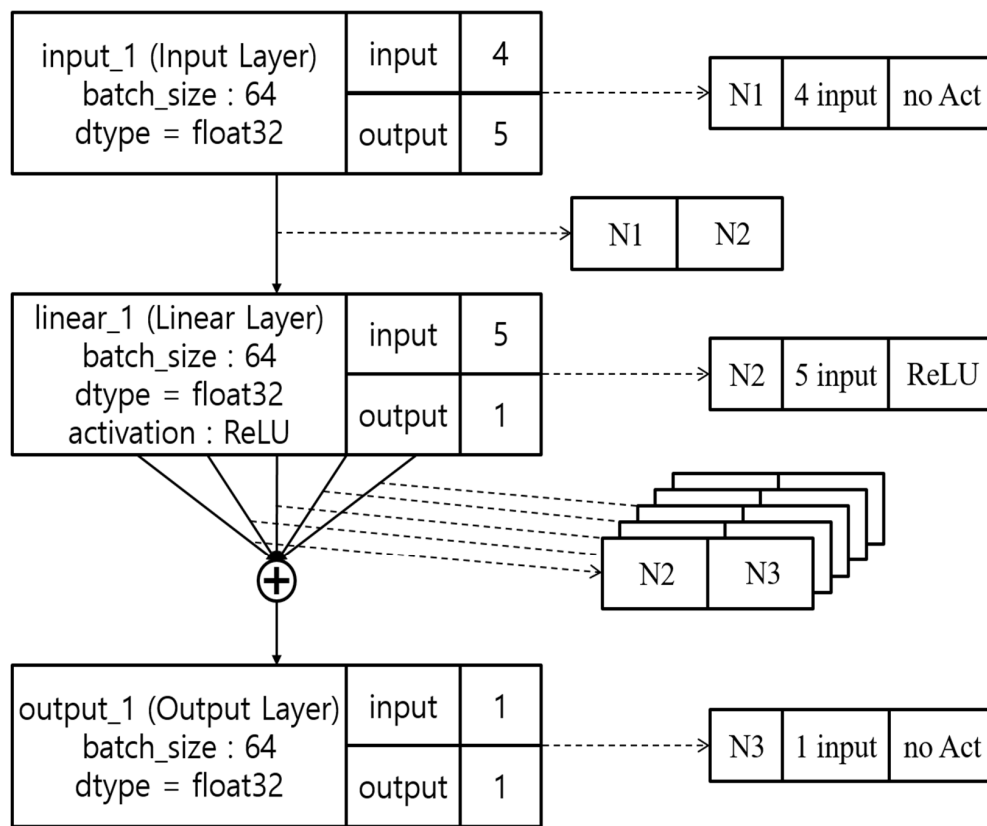 input_1 (Input Layer)
batch_size : 64
dtype = float32
input 4
output 5
N1 4 input no Act
N1 N2
linear_1 (Linear Layer)
batch_size : 64
dtype = float32
activation : ReLU
input 5
output 1
N2 5 input ReLU
N2 N3
+
output_1 (Output Layer)
batch_size : 64
dtype = float32
input 1
output 1
N3 1 input no Act